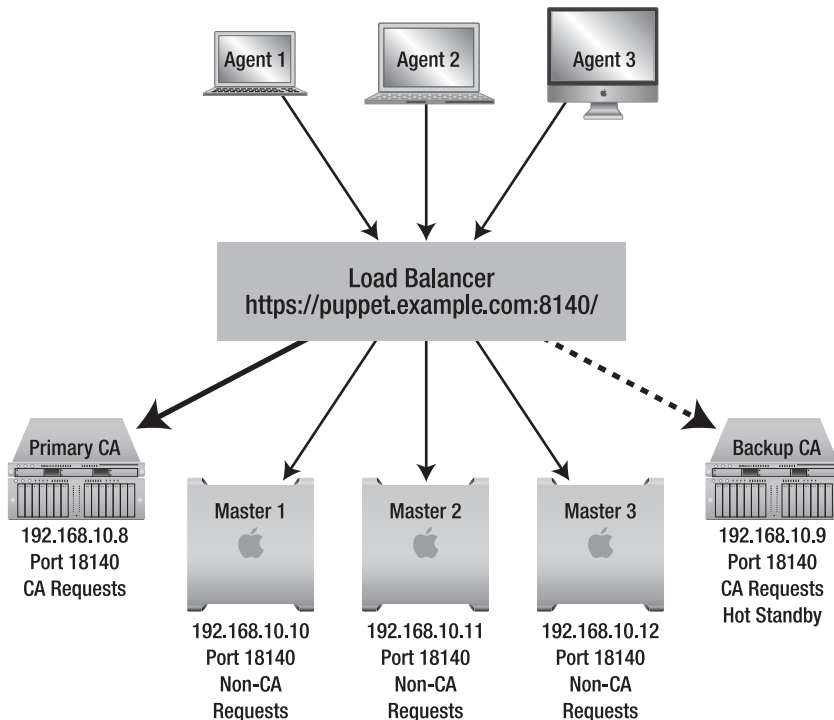 Agent 1
Agent 2
Agent 3
Load Balancer
https://puppet.example.com:8140/
Primary CA
192.168.10.8
Port 18140
CA Requests
Master 1
192.168.10.10
Port 18140
Non-CA
Requests
Master 2
192.168.10.11
Port 18140
Non-CA
Requests
Master 3
192.168.10.12
Port 18140
Non-CA
Requests
Backup CA
192.168.10.9
Port 18140
CA Requests
Hot Standby